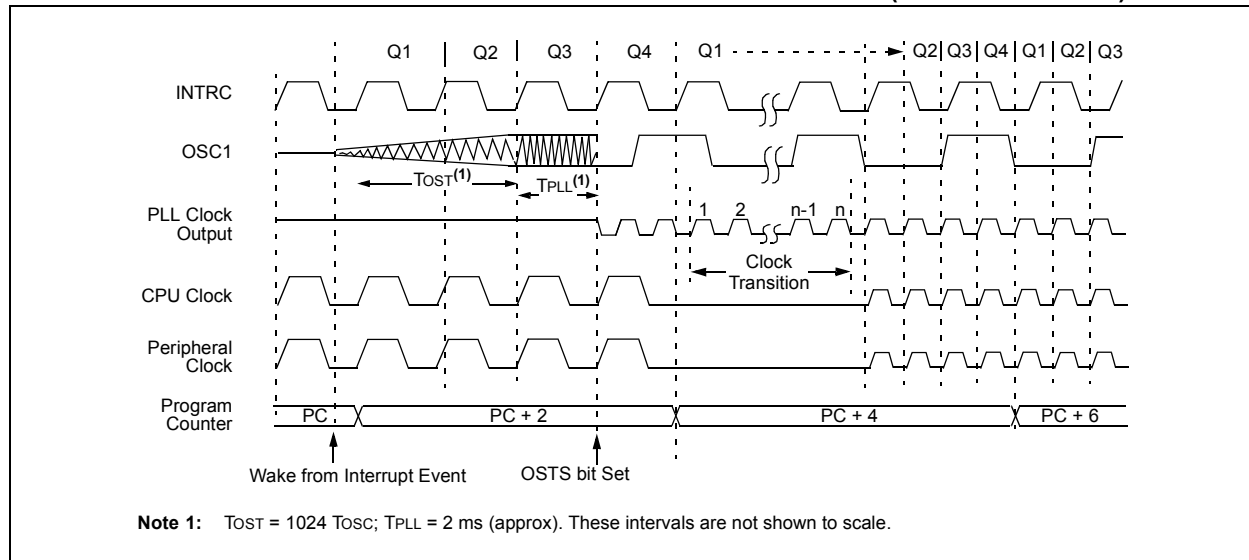 Q1 Q2 Q3 Q4 Q1 Q2 Q3 Q4 Q1 Q2 Q3
INTRC
OSC1
TOST(1) TPLL(1)
PLL Clock
Output
1 2 n-1 n
Clock
Transition
CPU Clock
Peripheral
Clock
Program
Counter
PC PC + 2 PC + 4 PC + 6
Wake from Interrupt Event OSTS bit Set
Note 1: TOST = 1024 TOSC; TPLL = 2 ms (approx). These intervals are not shown to scale.